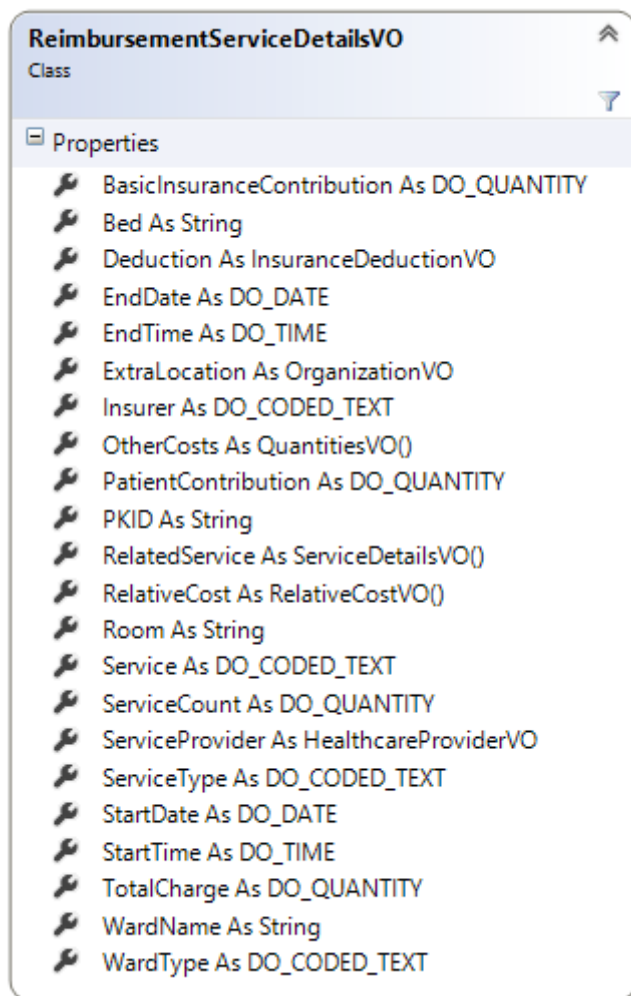 ReimbursementServiceDetailsVO
Class
Properties
BasicInsuranceContribution As DO_QUANTITY
Bed As String
Deduction As InsuranceDeductionVO
EndDate As DO_DATE
EndTime As DO_TIME
ExtraLocation As OrganizationVO
Insurer As DO_CODED_TEXT
OtherCosts As QuantitiesVO()
PatientContribution As DO_QUANTITY
PKID As String
RelatedService As ServiceDetailsVO()
RelativeCost As RelativeCostVO()
Room As String
Service As DO_CODED_TEXT
ServiceCount As DO_QUANTITY
ServiceProvider As HealthcareProviderVO
ServiceType As DO_CODED_TEXT
StartDate As DO_DATE
StartTime As DO_TIME
TotalCharge As DO_QUANTITY
WardName As String
WardType As DO_CODED_TEXT